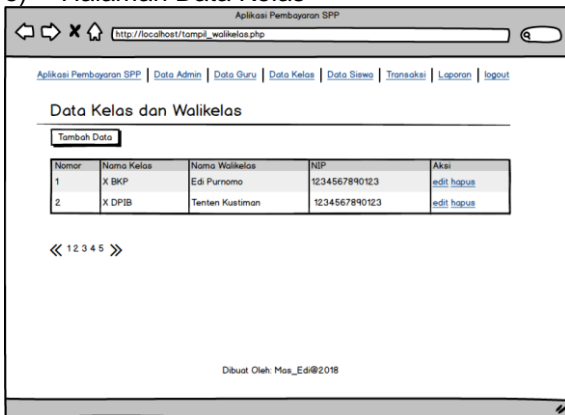 Aplikasi Pembayaran SPP
http://localhost/tampil_walikelas.php
Aplikasi Pembayaran SPP | Data Admin | Data Guru | Data Kelas | Data Siswa | Transaksi | Laporan | logout
Data Kelas dan Walikelas
Tambah Data
Nomor Nama Kelas Nama Walikelas NIP Aksi
1 X BKP Edi Purnomo 1234567890123 edit hapus
2 X DPIB Tenten Kustiman 1234567890123 edit hapus
1 2 3 4 5
Dibuat Oleh: Mas_Edi@2018